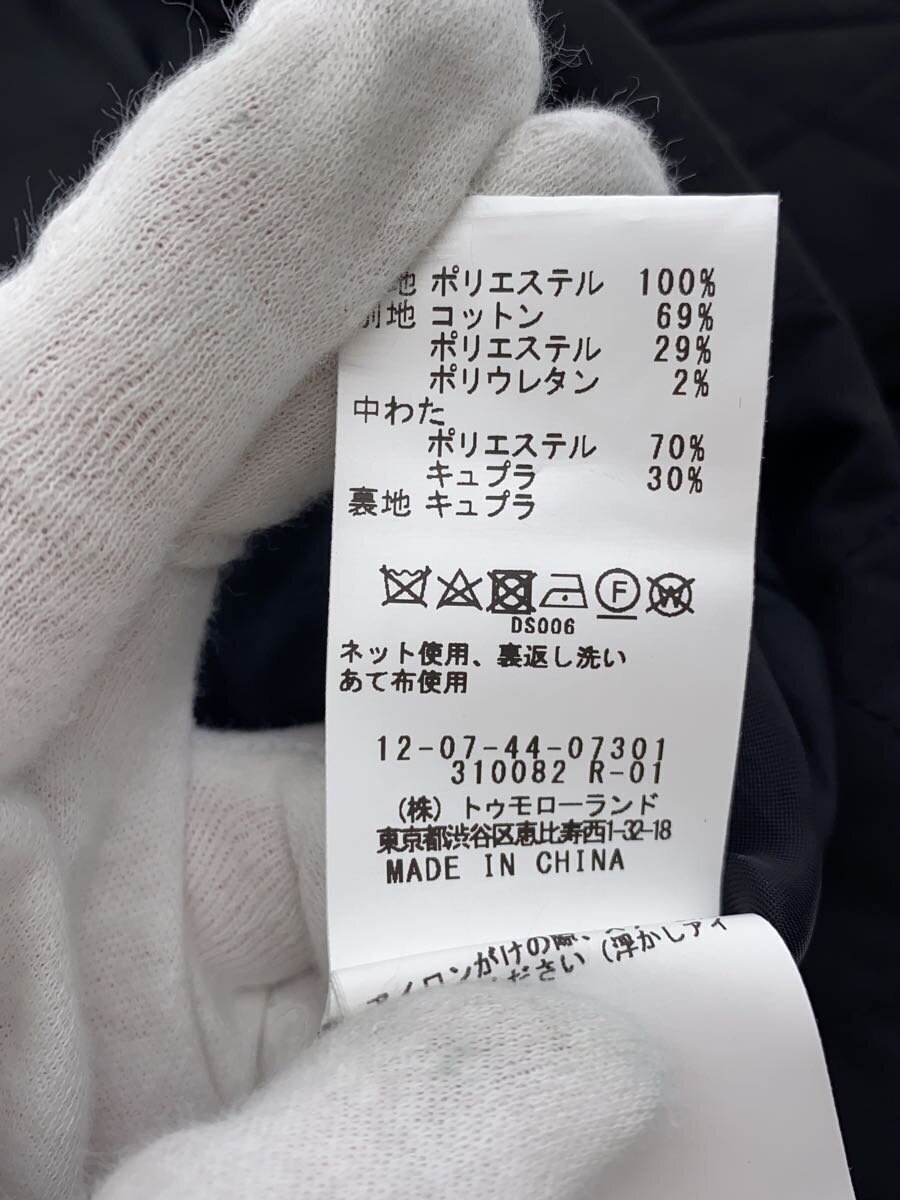 地 ポリエステル 100%
別地 コットン 69%
ポリエステル 29%
ポリウレタン 2%
中わた
ポリエステル 70%
キュプラ 30%
裏地 キュプラ
F W
DS006
ネット使用、裏返し洗い
あて布使用
12-07-44-07301
310082 R-01
(株) トゥモローランド
東京都渋谷区恵比寿西1-32-18
MADE IN CHINA
アイロンがけの際、
ださい (浮かしアイ